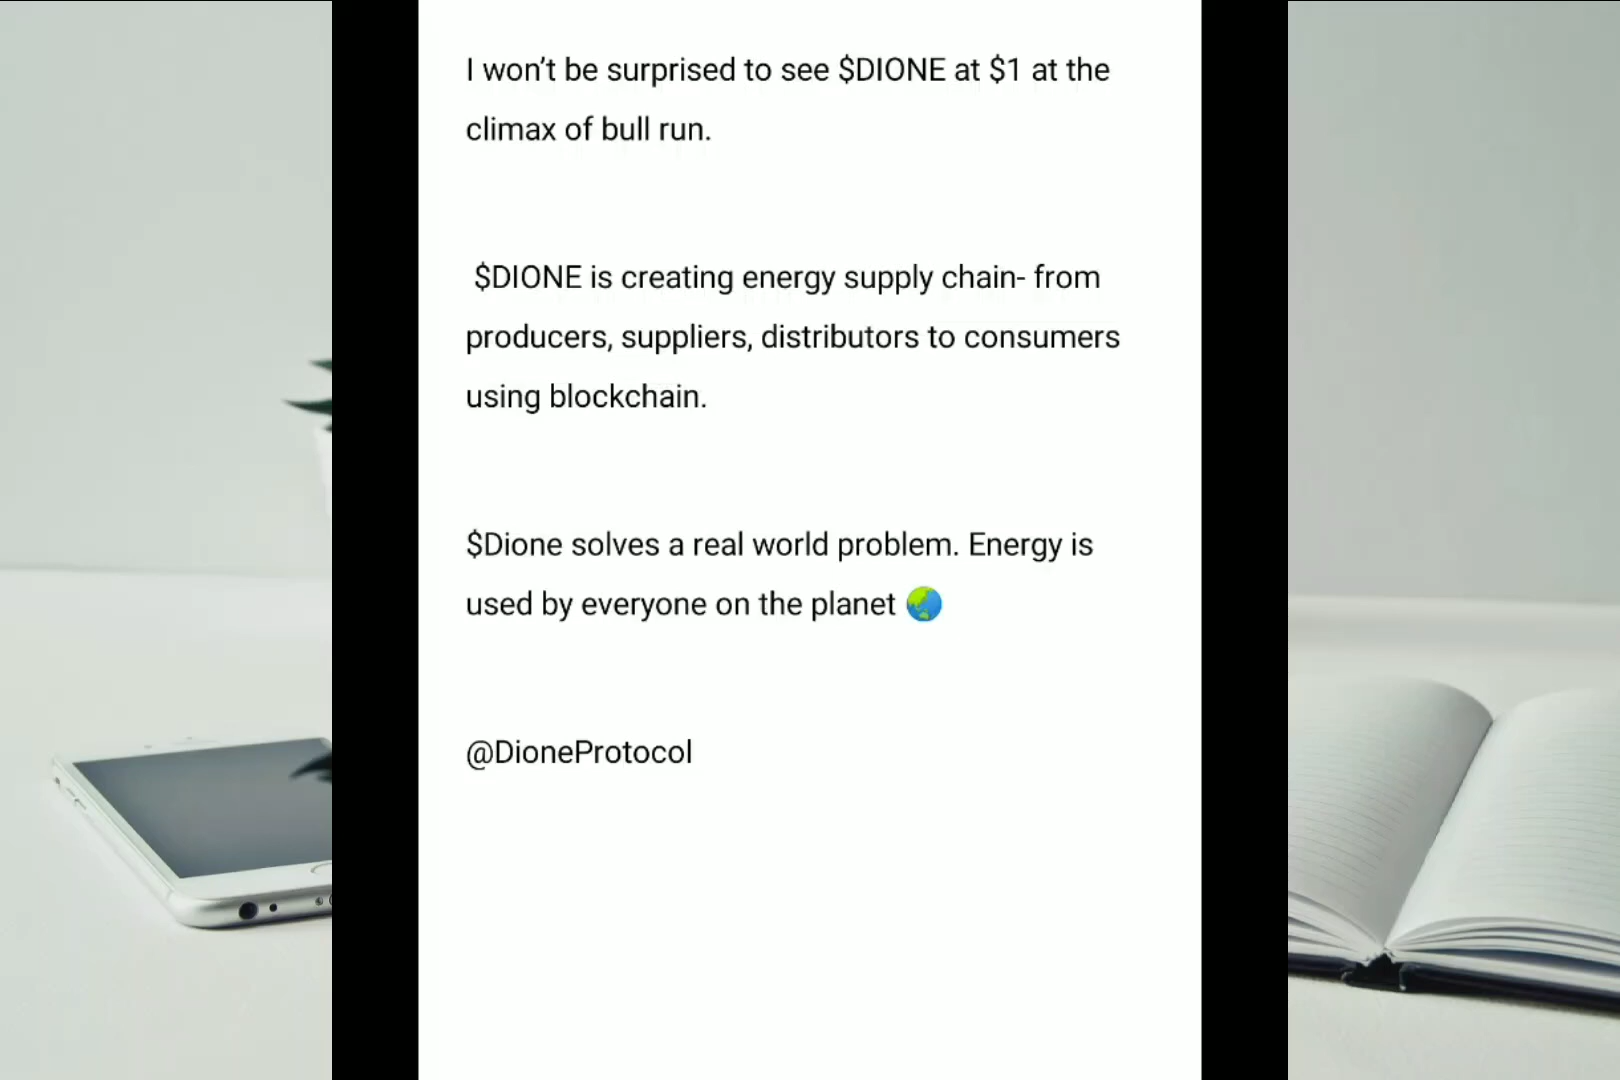 I won’t be surprised to see $DIONE at $1 at the
climax of bull run.
$DIONE is creating energy supply chain- from
producers, suppliers, distributors to consumers
using blockchain.
$Dione solves a real world problem. Energy is
used by everyone on the planet 🌏
@DioneProtocol